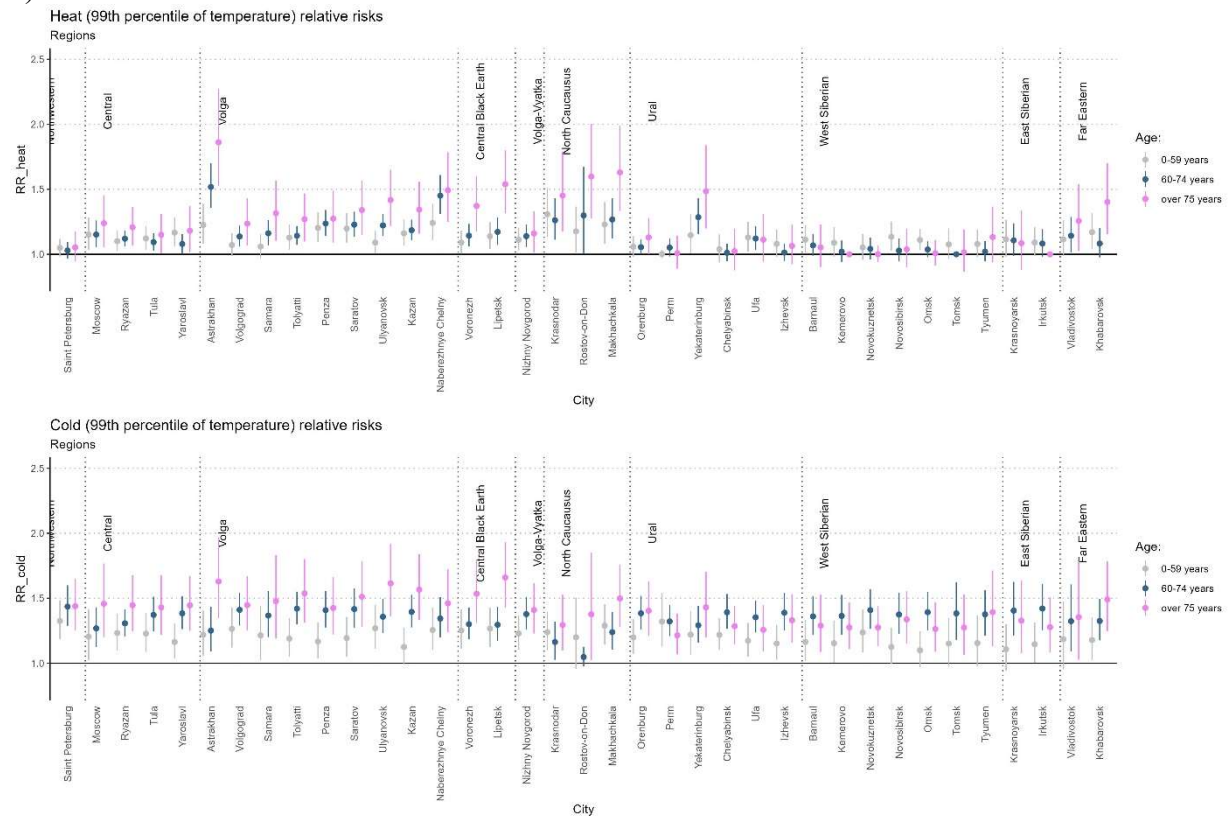 Heat (99th percentile of temperature) relative risks
Regions
2.5
2.0
1.5
1.0
RR_heat
Northwestern
Central
Volga
Central Black Earth
Volga-Vyatka
North Caucausus
Ural
West Siberian
East Siberian
Far Eastern
Age:
0-59 years
60-74 years
over 75 years
Saint Petersburg
Moscow
Ryazan
Tula
Yaroslavl
Astrakhan
Volgograd
Samara
Tolyatti
Penza
Saratov
Ulyanovsk
Kazan
Naberezhnye Chelny
Voronezh
Lipetsk
Nizhny Novgorod
Krasnodar
Rostov-on-Don
Makhachkala
Orenburg
Perm
Yekaterinburg
Chelyabinsk
Ufa
Izhevsk
Barnaul
Kemerovo
Novokuznetsk
Novosibirsk
Omsk
Tomsk
Tyumen
Krasnoyarsk
Irkutsk
Vladivostok
Khabarovsk
City
Cold (99th percentile of temperature) relative risks
Regions
2.5
2.0
1.5
1.0
RR_cold
Northwestern
Central
Volga
Central Black Earth
Volga-Vyatka
North Caucausus
Ural
West Siberian
East Siberian
Far Eastern
Age:
0-59 years
60-74 years
over 75 years
Saint Petersburg
Moscow
Ryazan
Tula
Yaroslavl
Astrakhan
Volgograd
Samara
Tolyatti
Penza
Saratov
Ulyanovsk
Kazan
Naberezhnye Chelny
Voronezh
Lipetsk
Nizhny Novgorod
Krasnodar
Rostov-on-Don
Makhachkala
Orenburg
Perm
Yekaterinburg
Chelyabinsk
Ufa
Izhevsk
Barnaul
Kemerovo
Novokuznetsk
Novosibirsk
Omsk
Tomsk
Tyumen
Krasnoyarsk
Irkutsk
Vladivostok
Khabarovsk
City